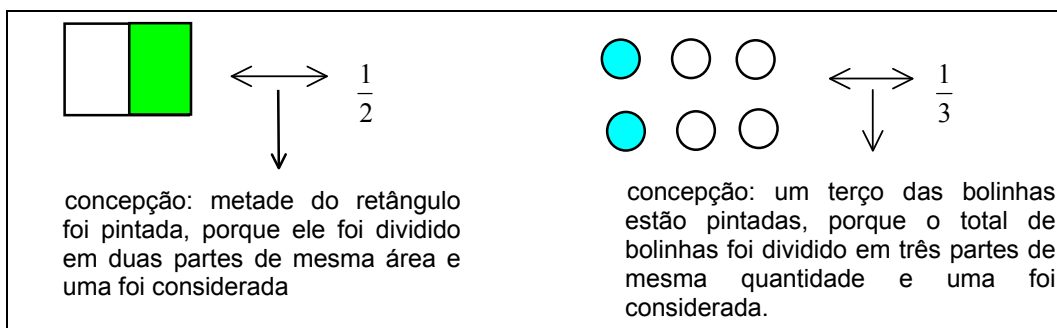 1
2
concepção: metade do retângulo
foi pintada, porque ele foi dividido
em duas partes de mesma área e
uma foi considerada
1
3
concepção: um terço das bolinhas
estão pintadas, porque o total de
bolinhas foi dividido em três partes de
mesma quantidade e uma foi
considerada.